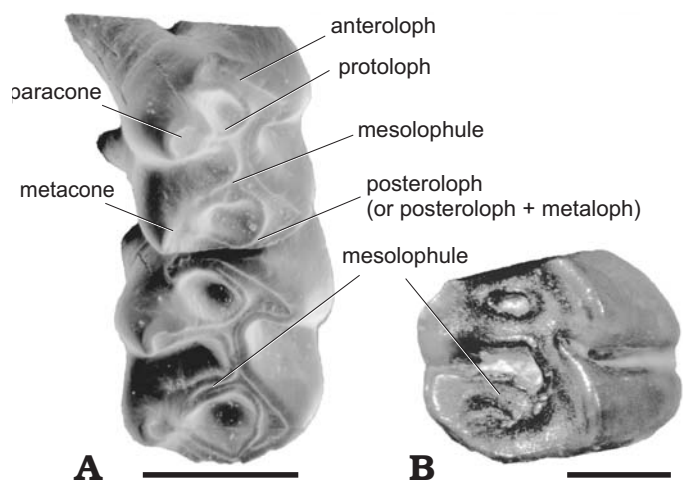 anteroloph
protoloph
paracone
mesolophule
metacone
posteroloph
(or posteroloph + metaloph)
mesolophule
A
B